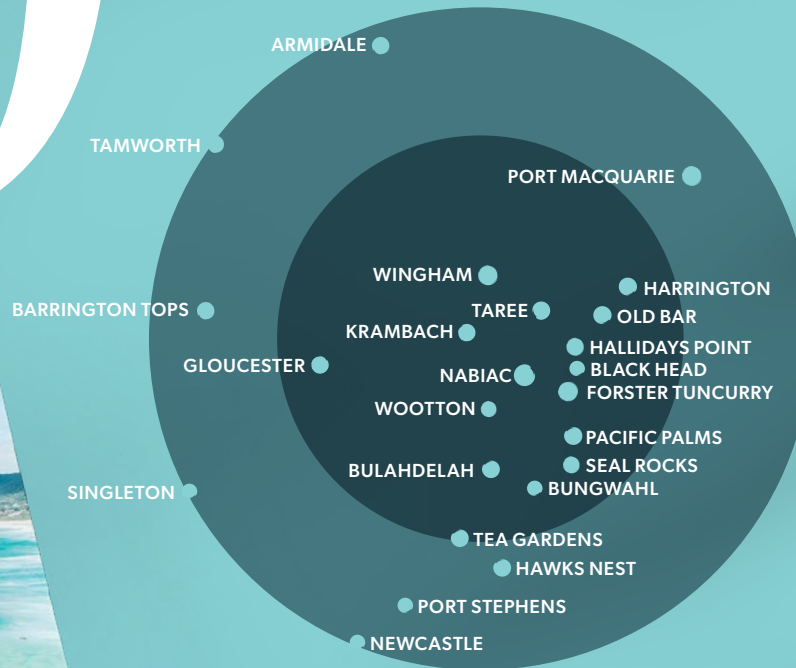 ARMIDALE
TAMWORTH
PORT MACQUARIE
WINGHAM
HARRINGTON
BARRINGTON TOPS
TAREE
OLD BAR
KRAMBACH
HALLIDAYS POINT
GLOUCESTER
BLACK HEAD
NABIAC
FORSTER TUNCURRY
WOOTTON
PACIFIC PALMS
SEAL ROCKS
BULAHDELAH
BUNGWAHL
SINGLETON
TEA GARDENS
HAWKS NEST
PORT STEPHENS
NEWCASTLE